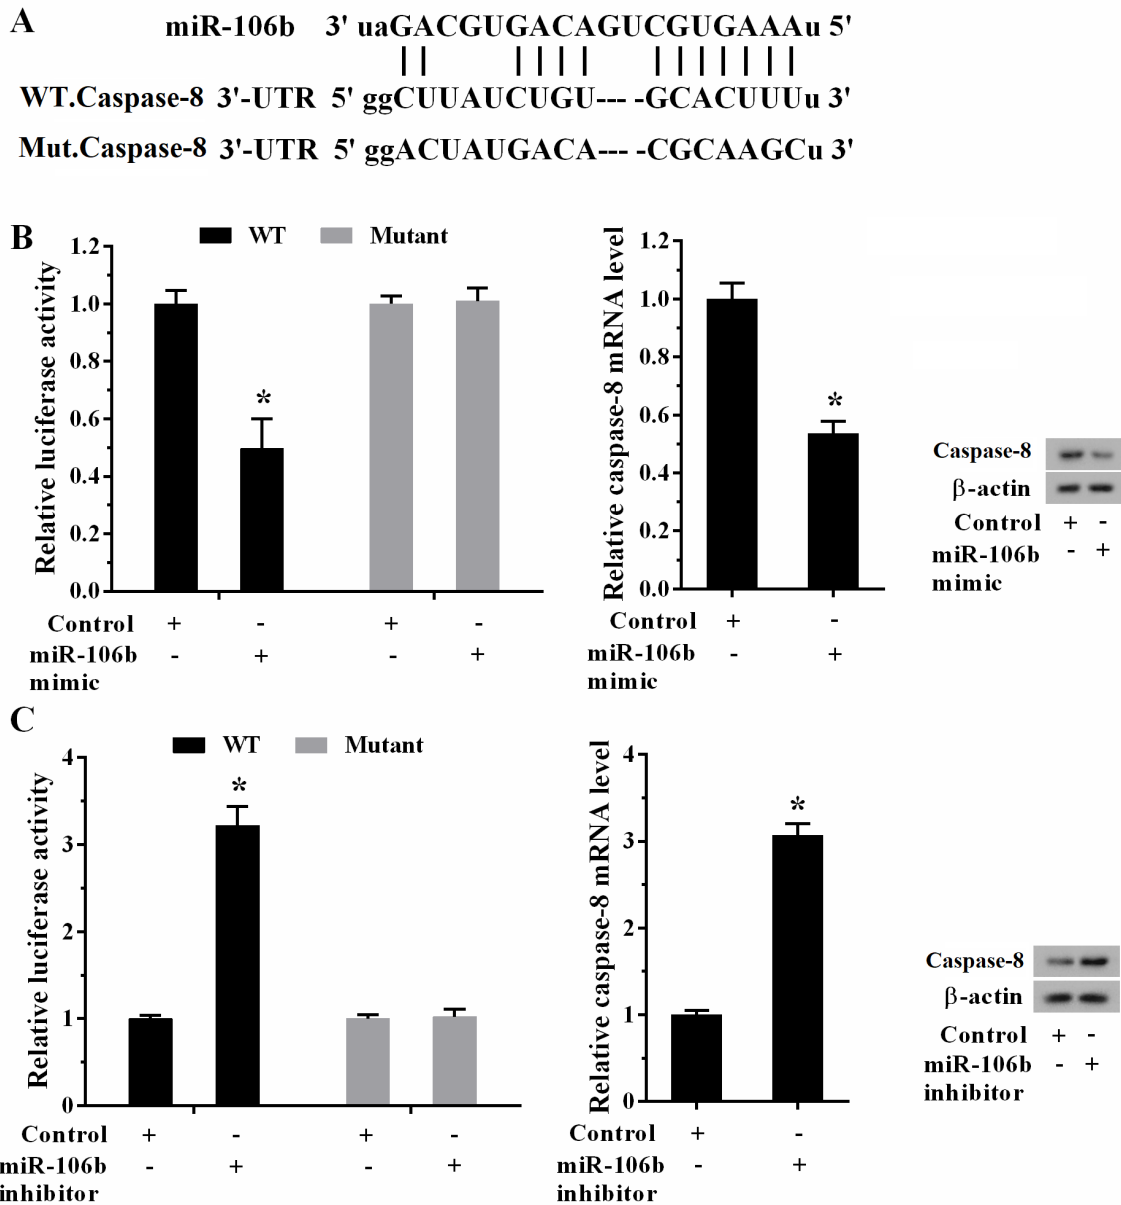 A
miR-106b 3' uaGACGUGACAGUCGUGAAAu 5'
WT.Caspase-8 3'-UTR 5' ggCUUAUCUGU--- -GCACUUUu 3'
Mut.Caspase-8 3'-UTR 5' ggACUAUGACA--- -CGCAAGCu 3'
B
WT Mutant
Relative luciferase activity
1.2
1.0
0.8
0.6
0.4
0.2
0.0
*
Control + - + -
miR-106b - + - +
mimic
Relative caspase-8 mRNA level
1.2
1.0
0.8
0.6
0.4
0.2
0.0
*
Control + -
miR-106b - +
mimic
Caspase-8
β-actin
Control + -
miR-106b - +
mimic
C
WT Mutant
Relative luciferase activity
4
3
2
1
0
*
Control + - + -
miR-106b - + - +
inhibitor
Relative caspase-8 mRNA level
4
3
2
1
0
*
Control + -
miR-106b - +
inhibitor
Caspase-8
β-actin
Control + -
miR-106b - +
inhibitor